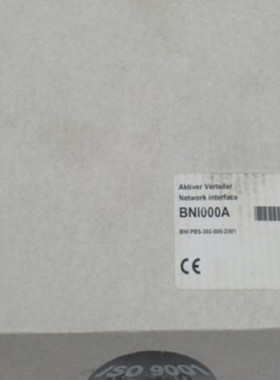 Aktiver Verteiler
Network interface
BNI000A
BNI PBS-302-000-Z001
CE
ISO 9001